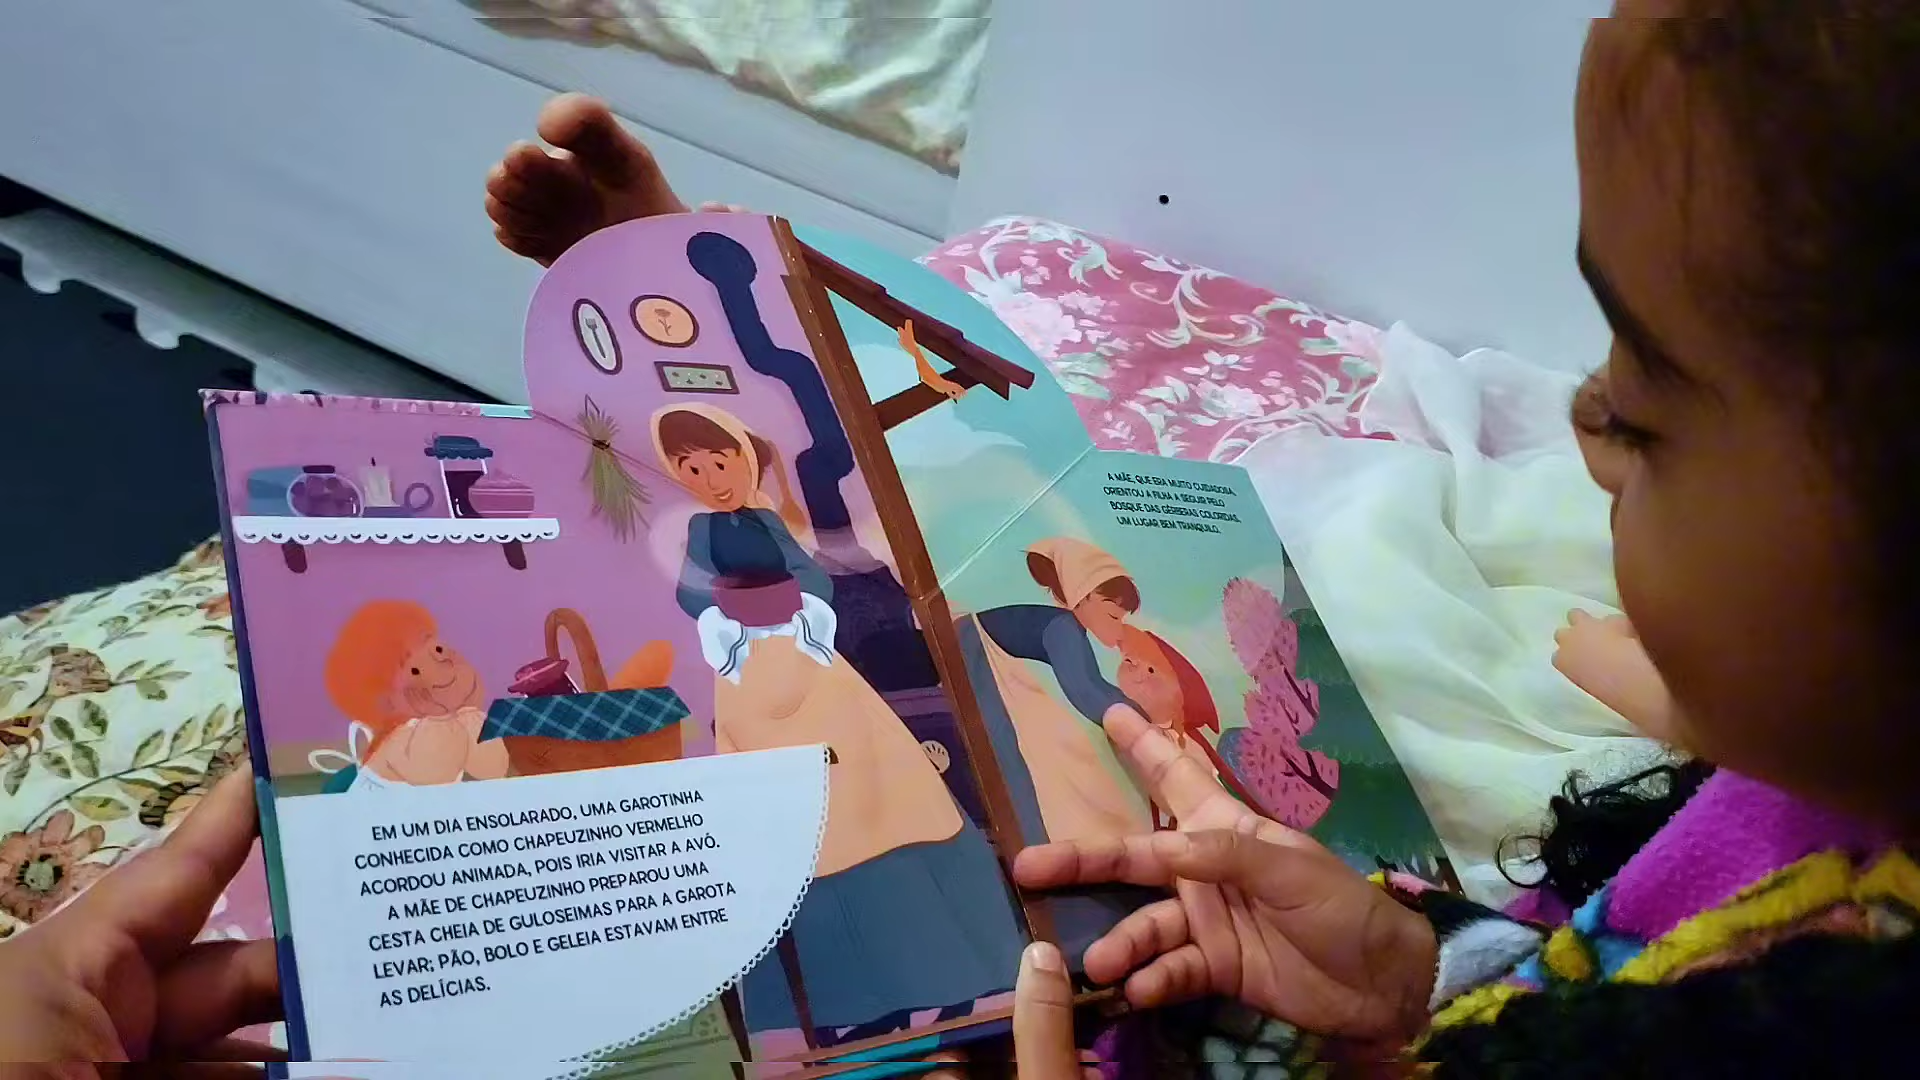 EM UM DIA ENSOLARADO, UMA GAROTINHA
CONHECIDA COMO CHAPEUZINHO VERMELHO
ACORDOU ANIMADA, POIS IRIA VISITAR A AVÓ.
A MÃE DE CHAPEUZINHO PREPAROU UMA
CESTA CHEIA DE GULOSEIMAS PARA A GAROTA
LEVAR; PÃO, BOLO E GELEIA ESTAVAM ENTRE
AS DELÍCIAS.
A MÃE, QUE ERA MUITO CUIDADOSA,
ORIENTOU A FILHA A SEGUIR PELO
BOSQUE DAS GÉRBERAS COLORIDAS,
UM LUGAR BEM TRANQUILO.